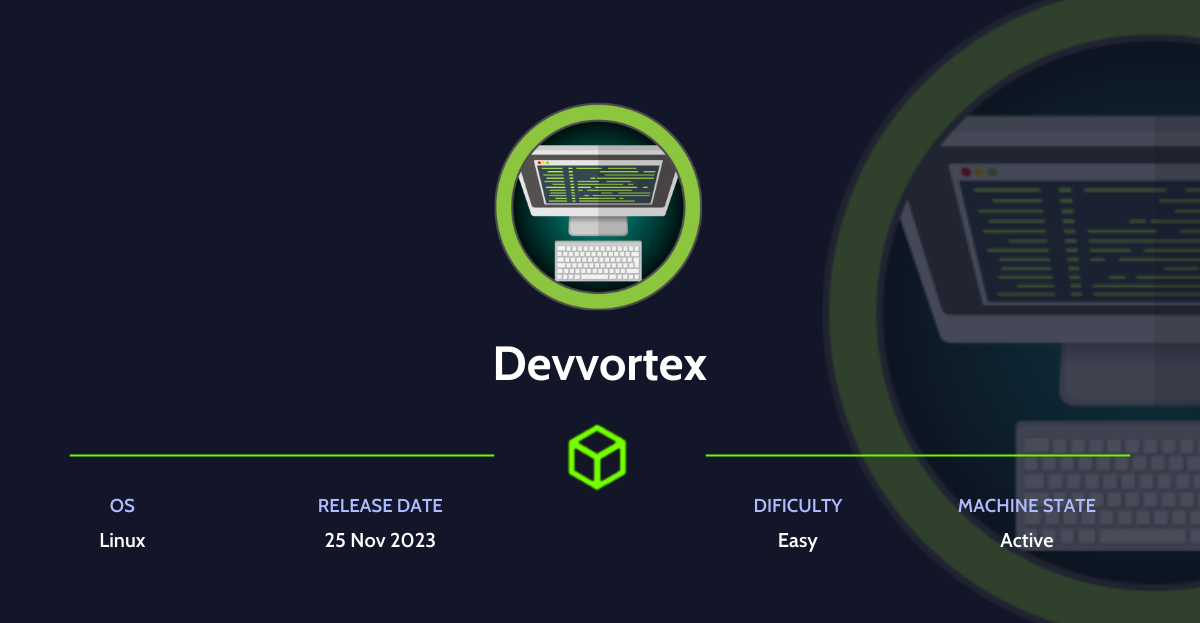 Devvortex
OS
RELEASE DATE
DIFICULTY
MACHINE STATE
Linux
25 Nov 2023
Easy
Active